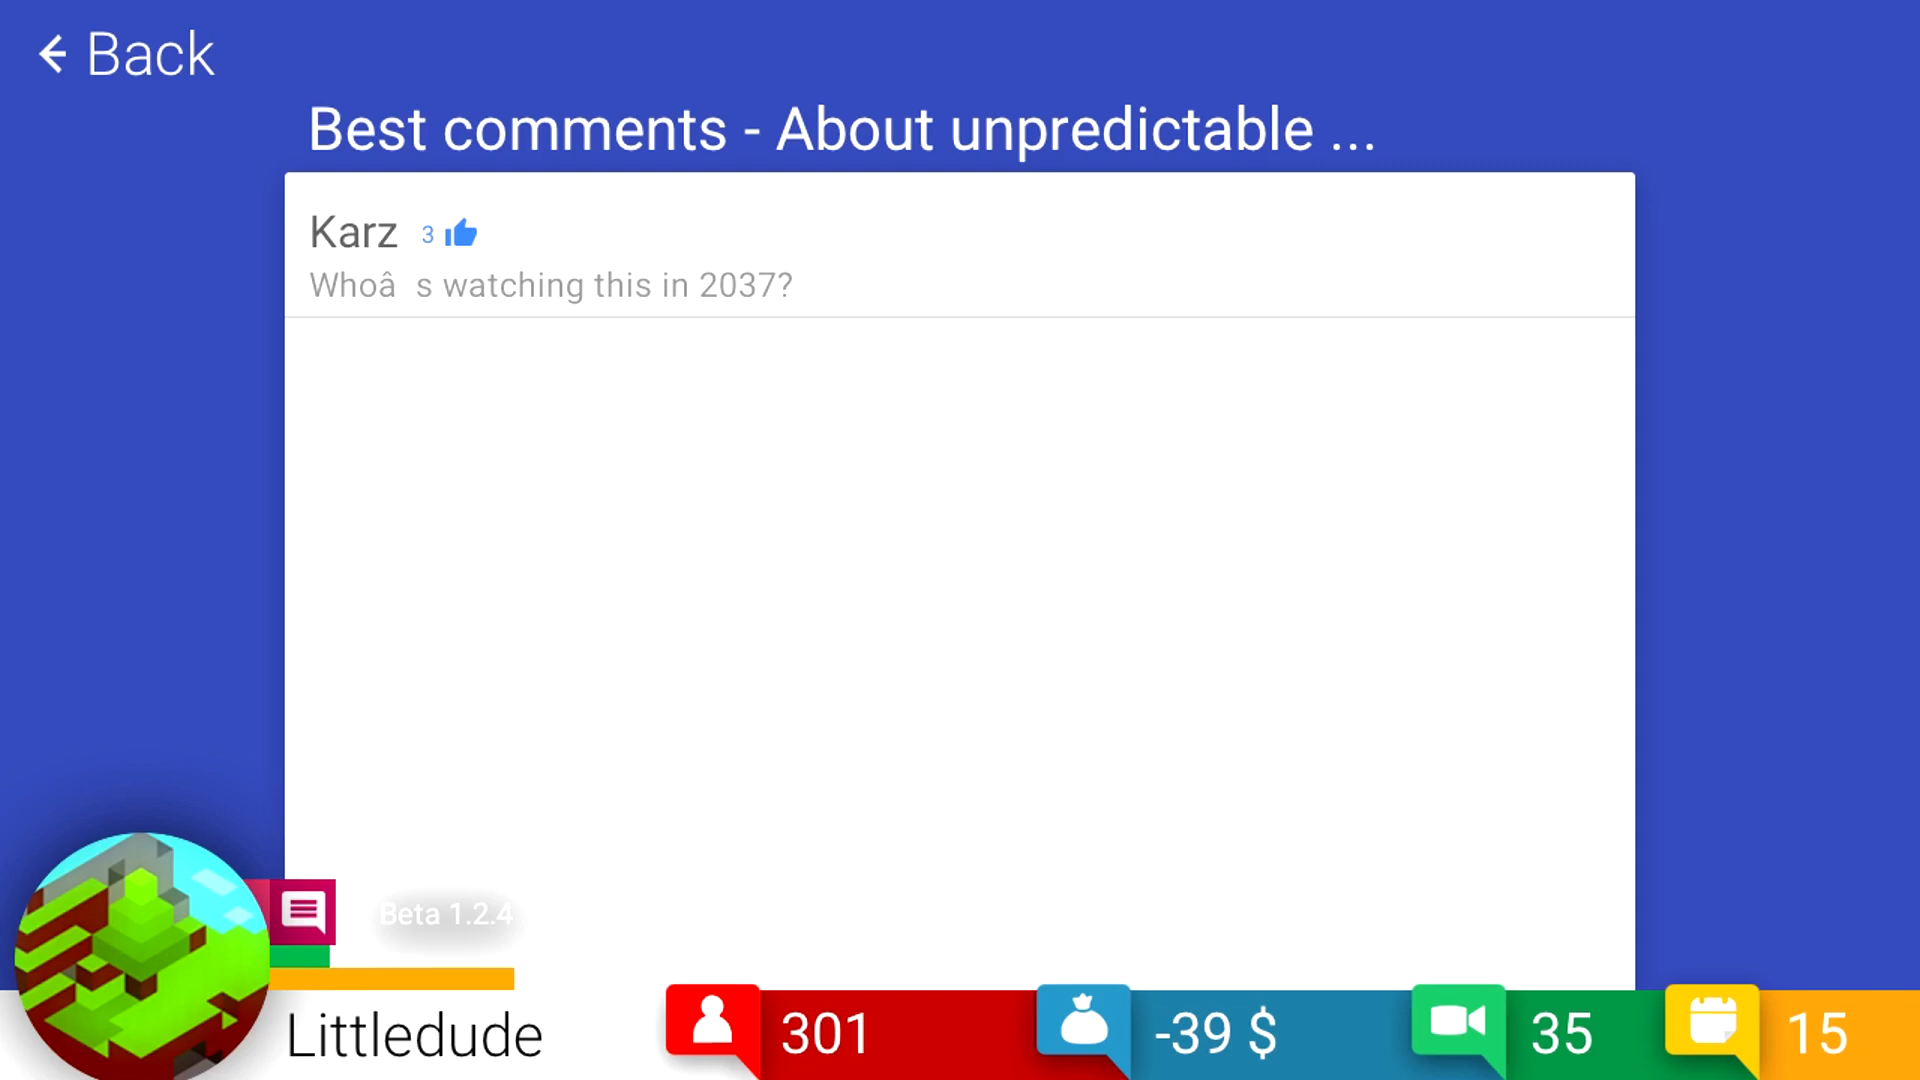 Back
Best comments - About unpredictable ...
Karz 3
Whoâ s watching this in 2037?
Beta 1.2.4
Littledude
301
-39 $
35
15